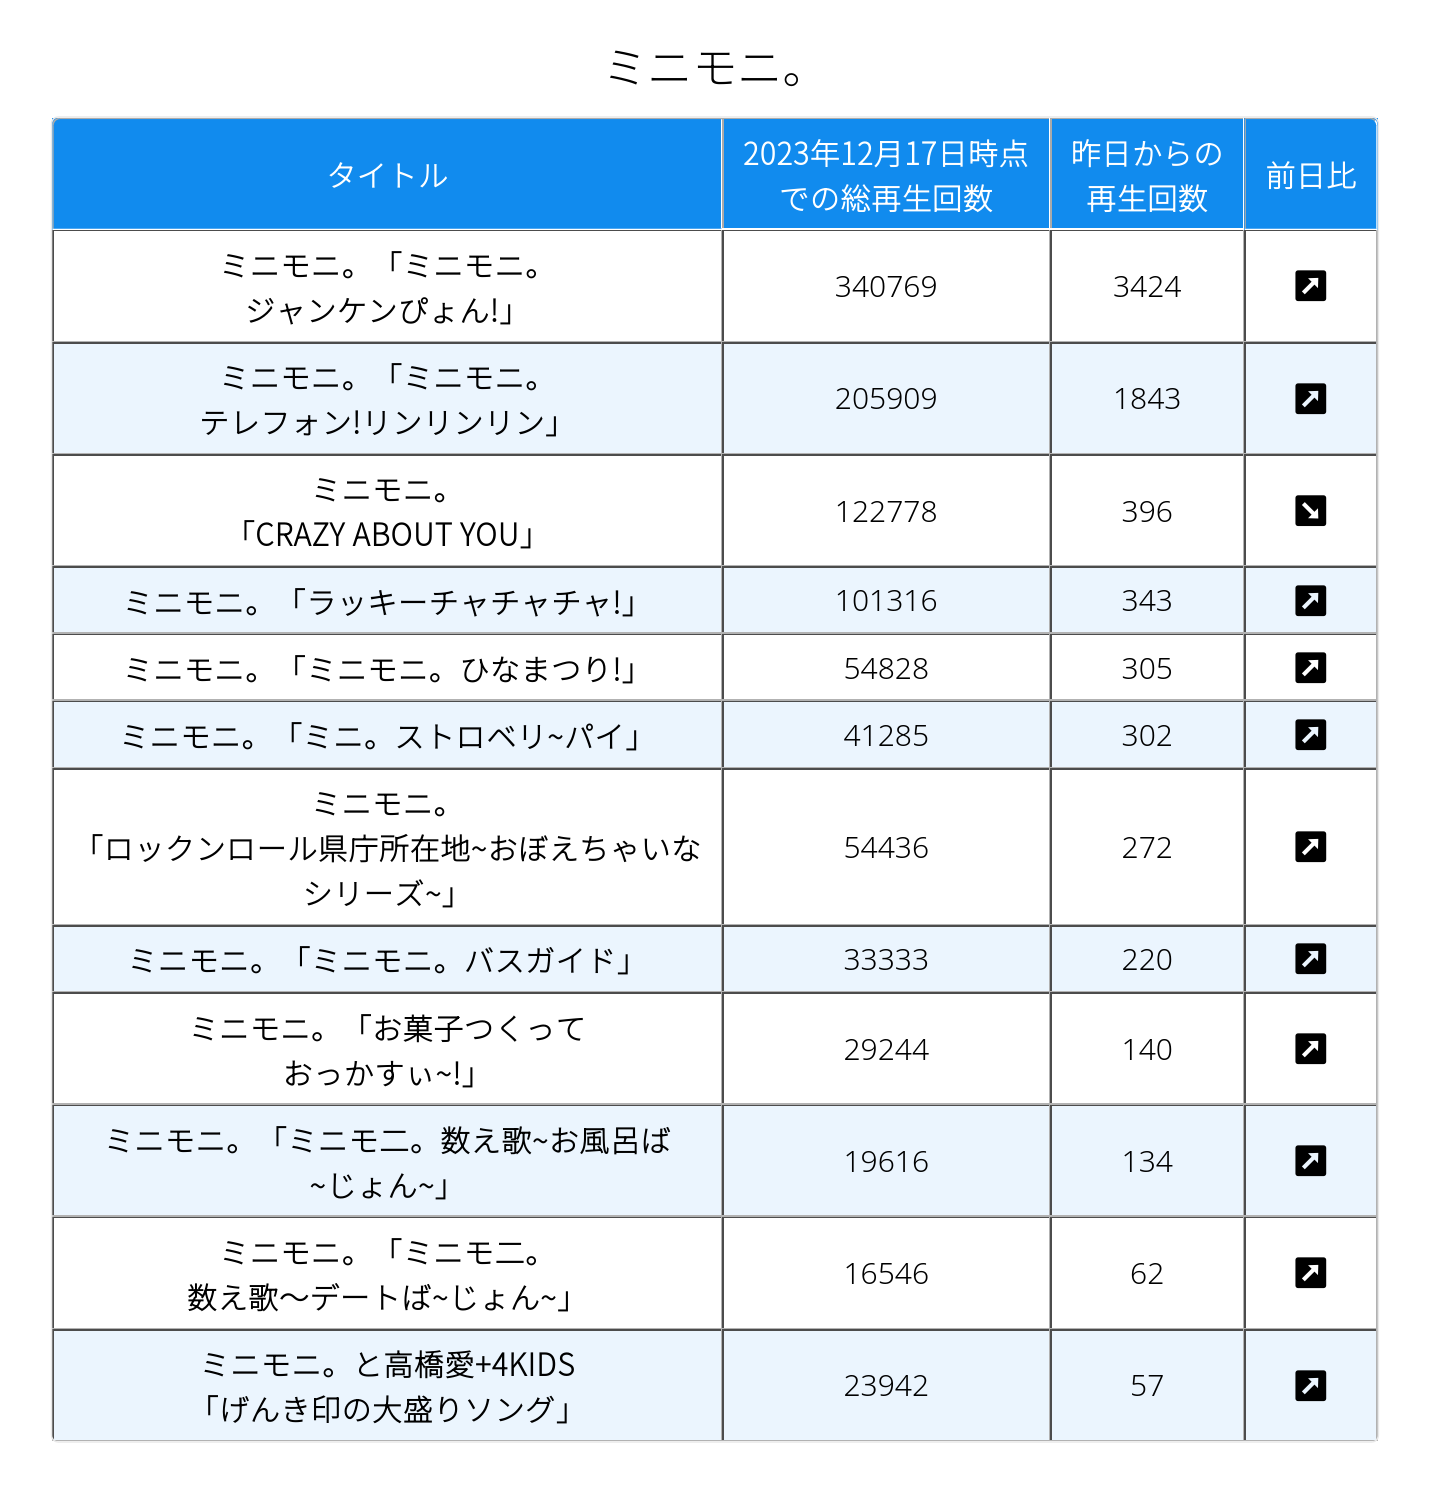 ミニモニ。
タイトル
2023年12月17日時点
での総再生回数
昨日からの
再生回数
前日比
ミニモニ。「ミニモニ。
ジャンケンぴょん!」
340769
3424
↗
ミニモニ。「ミニモニ。
テレフォン!リンリンリン」
205909
1843
↗
ミニモニ。
「CRAZY ABOUT YOU」
122778
396
↘
ミニモニ。「ラッキーチャチャチャ!」
101316
343
↗
ミニモニ。「ミニモニ。ひなまつり!」
54828
305
↗
ミニモニ。「ミニ。ストロベリ~パイ」
41285
302
↗
ミニモニ。
「ロックンロール県庁所在地~おぼえちゃいな
シリーズ~」
54436
272
↗
ミニモニ。「ミニモニ。バスガイド」
33333
220
↗
ミニモニ。「お菓子つくって
おっかすぃ~!」
29244
140
↗
ミニモニ。「ミニモ二。数え歌~お風呂ば
~じょん~」
19616
134
↗
ミニモニ。「ミニモ二。
数え歌～デートば~じょん~」
16546
62
↗
ミニモニ。と高橋愛+4KIDS
「げんき印の大盛りソング」
23942
57
↗